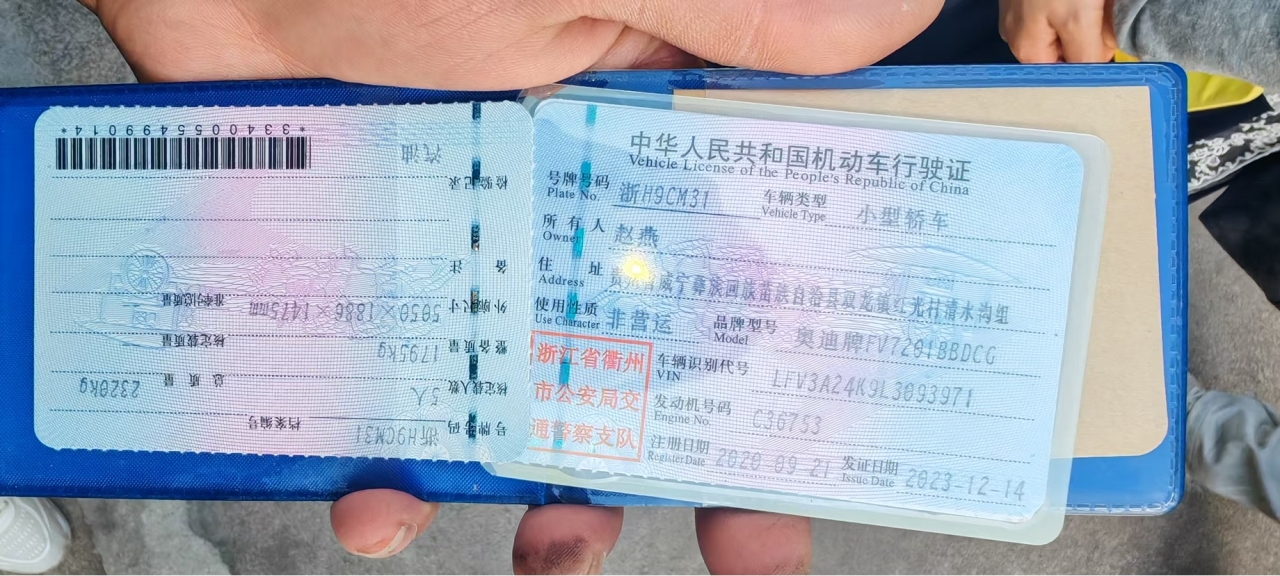 中华人民共和国机动车行驶证
Vehicle License of the People's Republic of China
号牌号码 浙H9CM31 车辆类型 小型轿车
Plate No. Vehicle Type
所有人 赵燕
Owner
住址 贵州省威宁彝族回族苗族自治县双龙镇红光村清水沟组
Address
使用性质 非营运 品牌型号 奥迪牌FV7201BBDCG
Use Character Model
浙江省衢州
市公安局交
通警察支队
车辆识别代号 LFV3A24K9L3093971
VIN
发动机号码 C36753
Engine No.
注册日期 2020-09-21 发证日期 2023-12-14
Register Date Issue Date
号牌号码 浙H9CM31 档案编号
核定载人数 5人 总质量 2320kg
整备质量 1795kg 核定载质量
外廓尺寸 5050×1886×1475mm 准牵引总质量
备注
检验记录
汽油
*3340055499014*